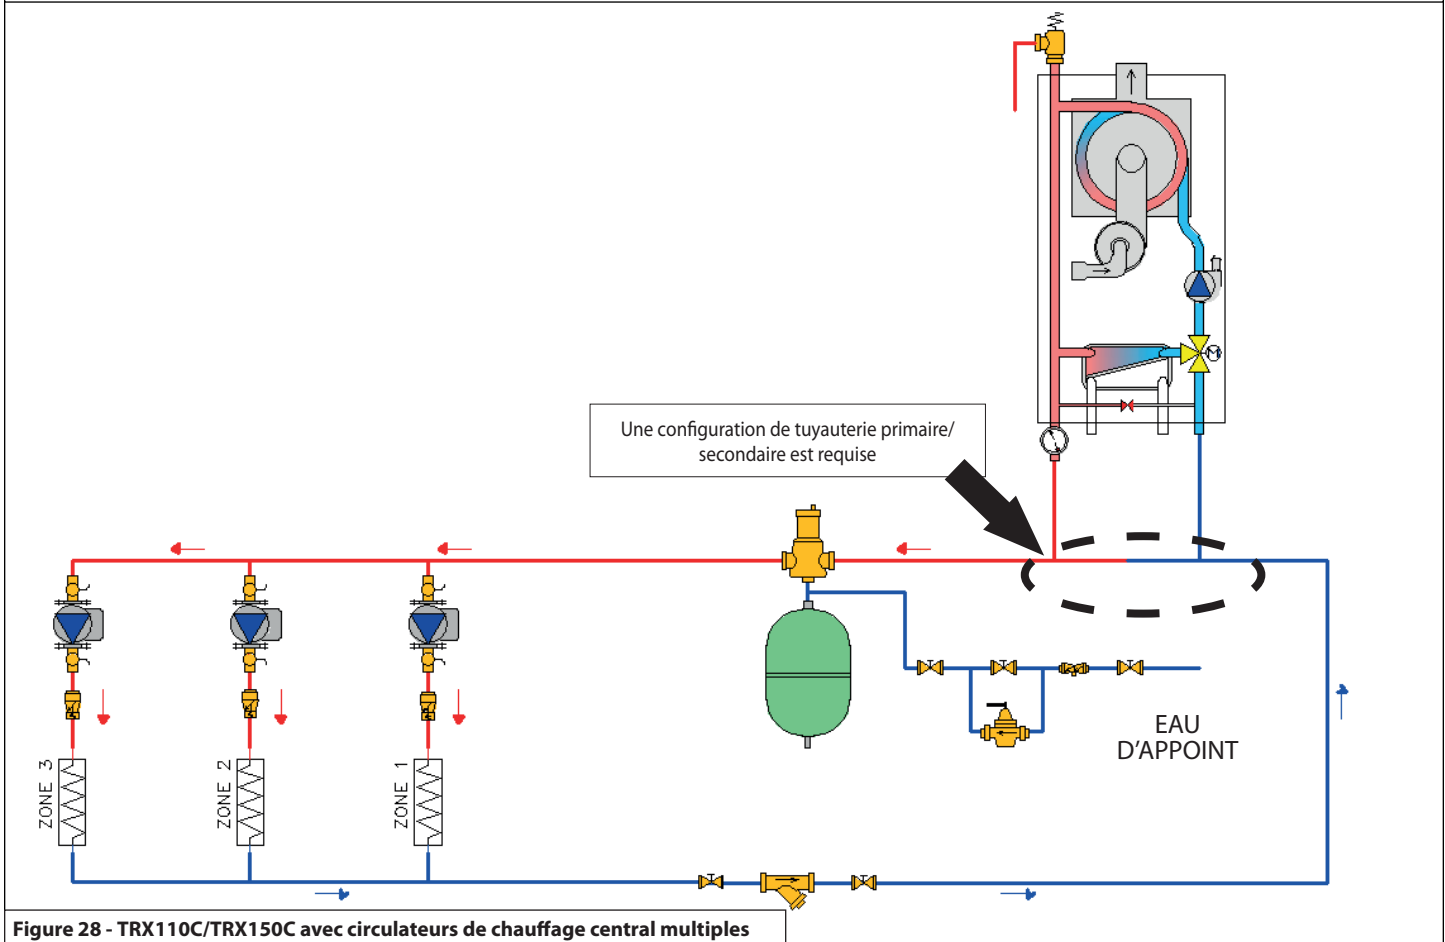 Une configuration de tuyauterie primaire/
secondaire est requise
M
ZONE 3
ZONE 2
ZONE 1
EAU
D'APPOINT
Figure 28 - TRX110C/TRX150C avec circulateurs de chauffage central multiples